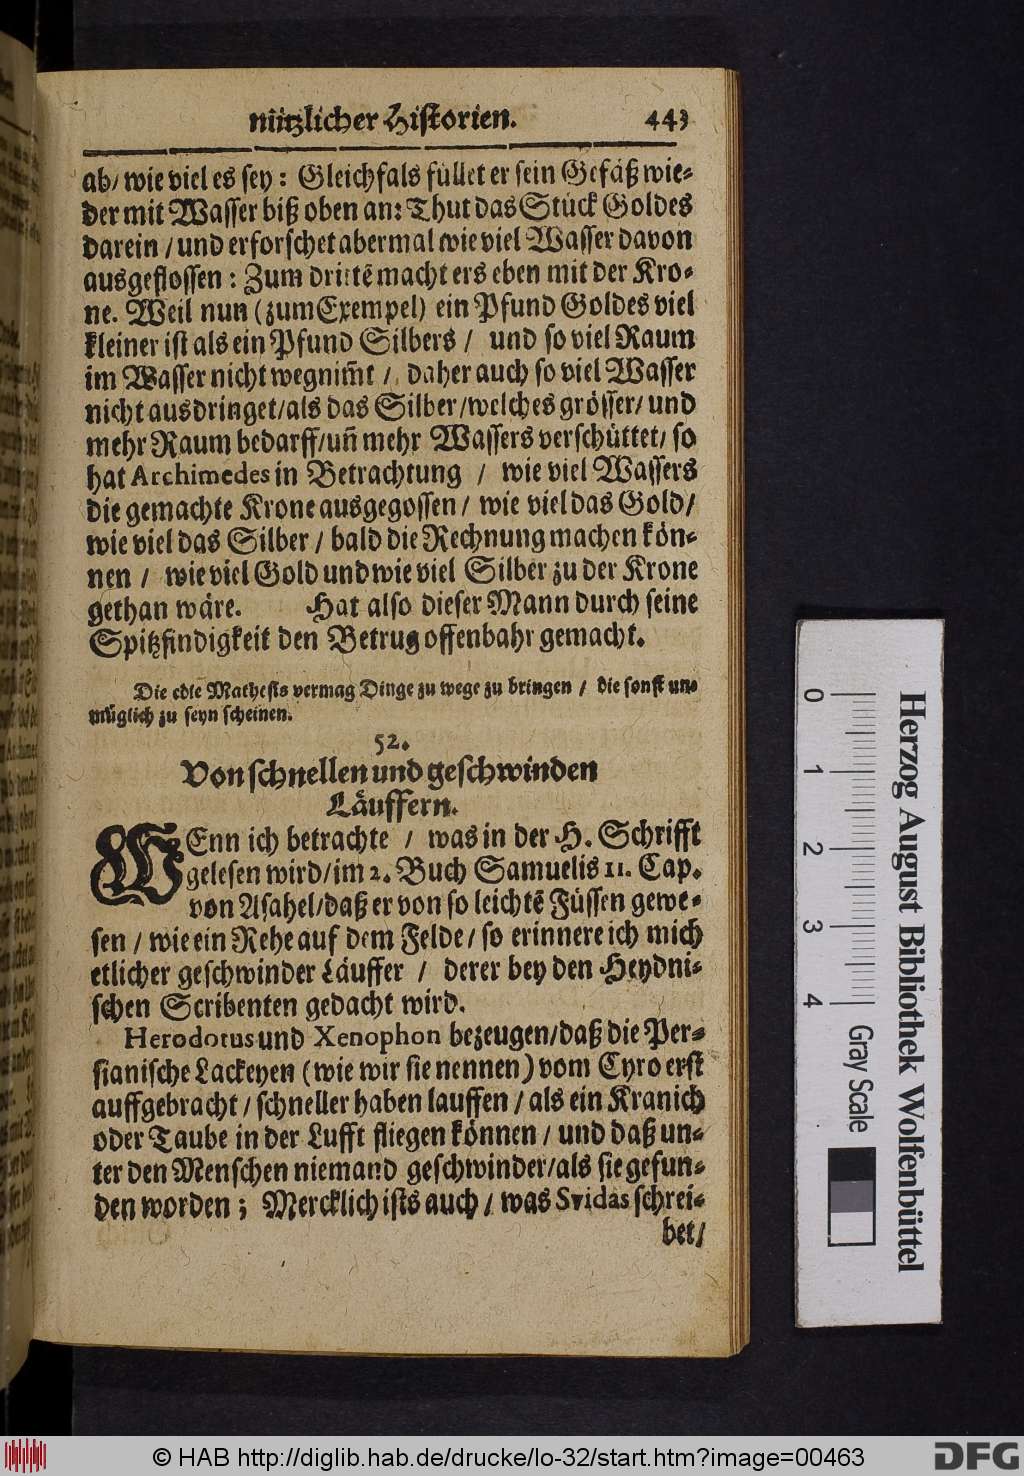 nützlicher Historien. 443
ab/ wie viel es sey: Gleichfals füllet er sein Gefäß wie-
der mit Wasser biß oben an: Thut das Stück Goldes
darein / und erforschet abermal wie viel Wasser davon
ausgeflossen: Zum drittē macht ers eben mit der Kro-
ne. Weil nun (zum Exempel) ein Pfund Goldes viel
kleiner ist als ein Pfund Silbers / und so viel Raum
im Wasser nicht wegnim̃t / daher auch so viel Wasser
nicht ausdringet/als das Silber/welches grösser/ und
mehr Raum bedarff/uñ mehr Wassers verschüttet/ so
hat Archimedes in Betrachtung / wie viel Wassers
die gemachte Krone ausgegossen / wie viel das Gold/
wie viel das Silber / bald die Rechnung machen kön-
nen / wie viel Gold und wie viel Silber zu der Krone
gethan wäre. Hat also dieser Mann durch seine
Spitzfindigkeit den Betrug offenbahr gemacht.
Die edle Mathesis vermag Dinge zu wege zu bringen / die sonst un-
müglich zu seyn scheinen.
52.
Von schnellen und geschwinden
Läuffern.
WEnn ich betrachte / was in der H. Schrifft
gelesen wird/im 2. Buch Samuelis 11. Cap.
von Asahel/daß er von so leichtē Füssen gewe-
sen / wie ein Rehe auf dem Felde/ so erinnere ich mich
etlicher geschwinder Läuffer / derer bey den Heydni-
schen Scribenten gedacht wird.
Herodotus und Xenophon bezeugen/daß die Per-
sianische Lackeyen (wie wir sie nennen) vom Cyro erst
auffgebracht / schneller haben lauffen / als ein Kranich
oder Taube in der Lufft fliegen können / und daß un-
ter den Menschen niemand geschwinder/als sie gefun-
den worden; Mercklich ists auch / was Svidas schrei-
bet/
0 1 2 3 4
Gray Scale
Herzog August Bibliothek Wolfenbüttel
© HAB http://diglib.hab.de/drucke/lo-32/start.htm?image=00463
DFG